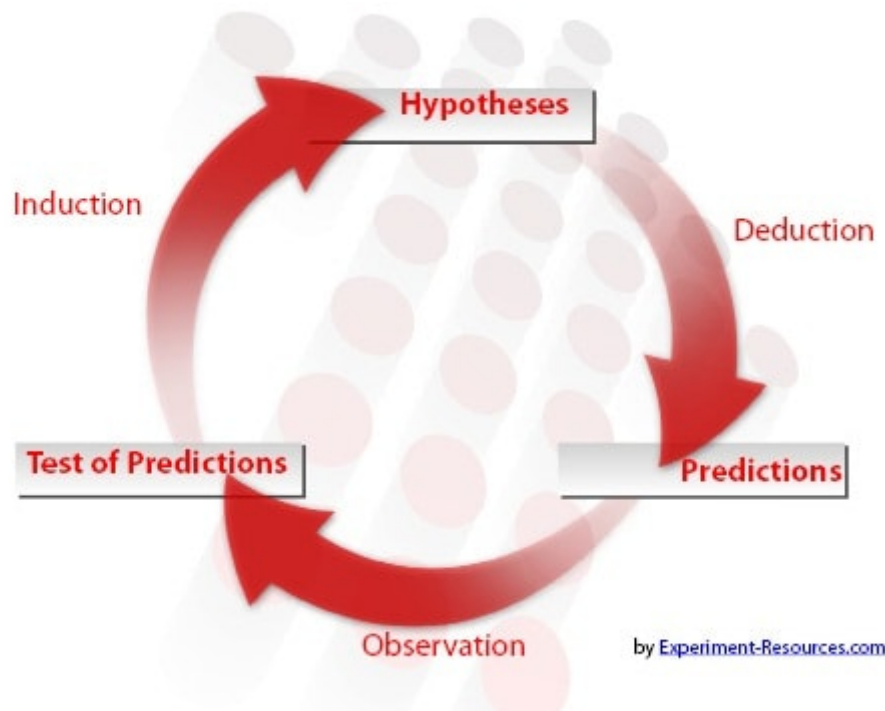 Hypotheses
Induction
Deduction
Test of Predictions
Predictions
Observation
by Experiment-Resources.com